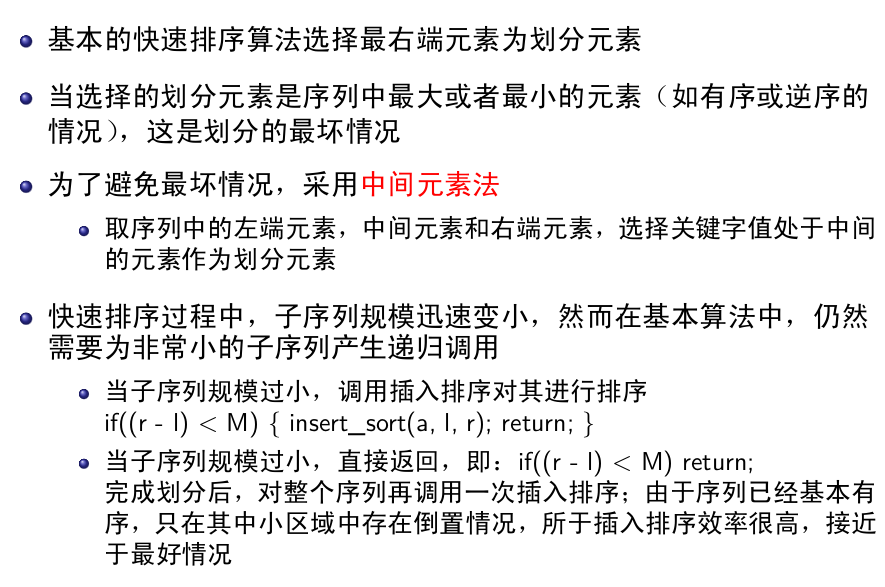 基本的快速排序算法选择最右端元素为划分元素
当选择的划分元素是序列中最大或者最小的元素（如有序或逆序的
情况），这是划分的最坏情况
为了避免最坏情况，采用中间元素法
取序列中的左端元素，中间元素和右端元素，选择关键字值处于中间
的元素作为划分元素
快速排序过程中，子序列规模迅速变小，然而在基本算法中，仍然
需要为非常小的子序列产生递归调用
当子序列规模过小，调用插入排序对其进行排序
if((r - l) < M) { insert_sort(a, l, r); return; }
当子序列规模过小，直接返回，即：if((r - l) < M) return;
完成划分后，对整个序列再调用一次插入排序；由于序列已经基本有
序，只在其中小区域中存在倒置情况，所于插入排序效率很高，接近
于最好情况